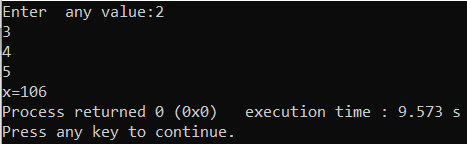 Enter  any value:2
3
4
5
x=106
Process returned 0 (0x0)   execution time : 9.573 s
Press any key to continue.